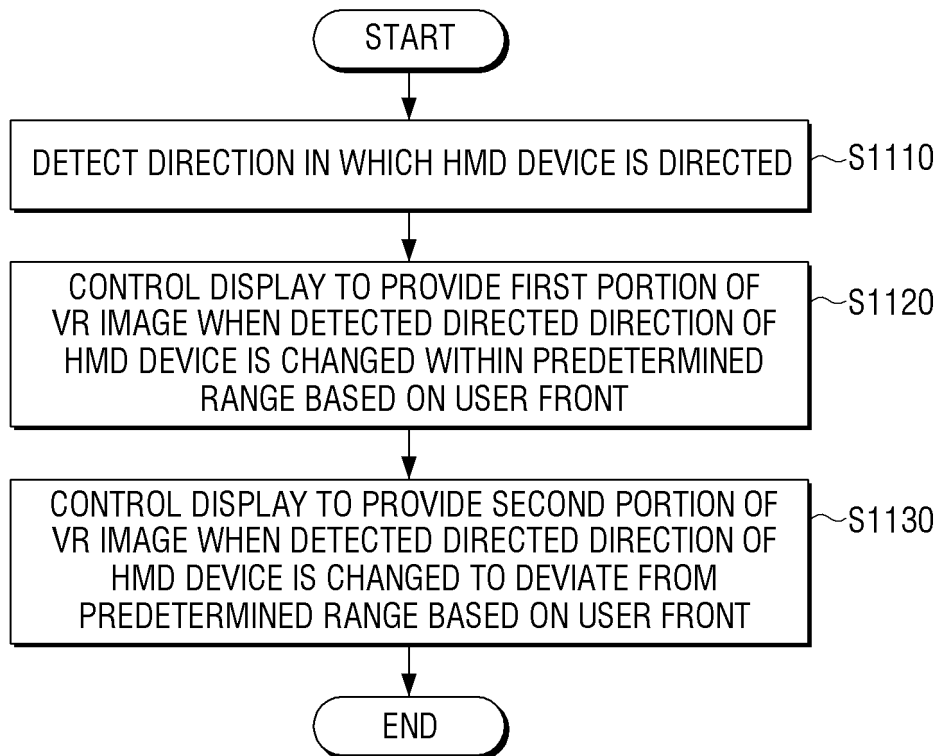 START
DETECT DIRECTION IN WHICH HMD DEVICE IS DIRECTED
S1110
CONTROL DISPLAY TO PROVIDE FIRST PORTION OF
VR IMAGE WHEN DETECTED DIRECTED DIRECTION OF
HMD DEVICE IS CHANGED WITHIN PREDETERMINED
RANGE BASED ON USER FRONT
S1120
CONTROL DISPLAY TO PROVIDE SECOND PORTION OF
VR IMAGE WHEN DETECTED DIRECTED DIRECTION OF
HMD DEVICE IS CHANGED TO DEVIATE FROM
PREDETERMINED RANGE BASED ON USER FRONT
S1130
END